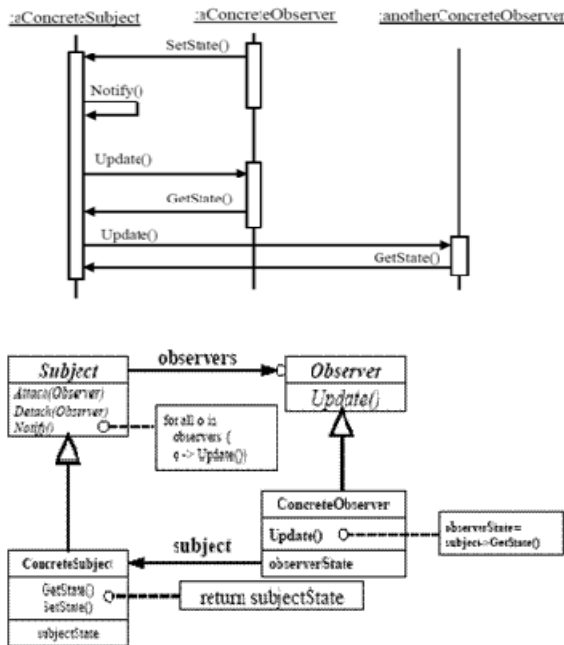 :aConcreteSubject :aConcreteObserver :anotherConcreteObserver
SetState()
Notify()
Update()
GetState()
Update()
GetState()
Subject
Attach(Observer)
Detach(Observer)
Notify()
observers
Observer
Update()
for all o in
observers {
o -> Update()}
ConcreteObserver
Update()
observerState
observerState=
subject->GetState()
subject
ConcreteSubject
GetState()
SetState()
subjectState
return subjectState